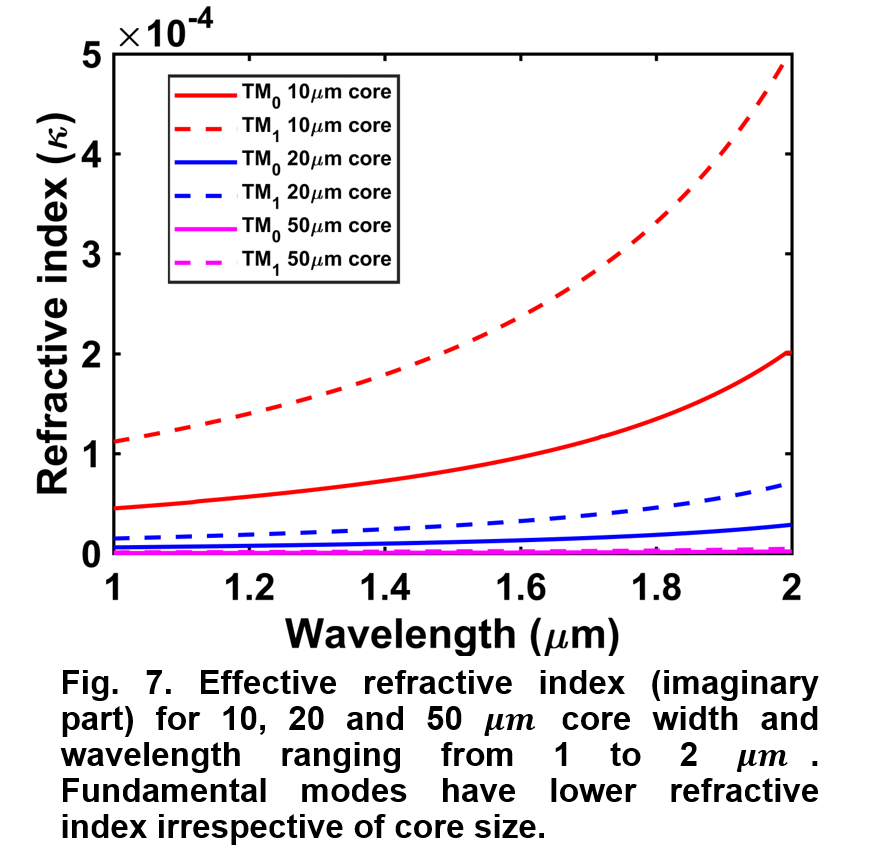 ×10⁻⁴
5
4
3
2
1
0
Refractive index (κ)
TM₀ 10μm core
TM₁ 10μm core
TM₀ 20μm core
TM₁ 20μm core
TM₀ 50μm core
TM₁ 50μm core
1 1.2 1.4 1.6 1.8 2
Wavelength (μm)
Fig. 7. Effective refractive index (imaginary
part) for 10, 20 and 50 μm core width and
wavelength ranging from 1 to 2 μm .
Fundamental modes have lower refractive
index irrespective of core size.